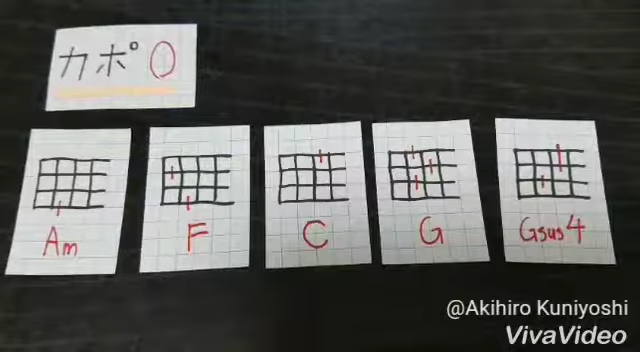 カポ0
Am
F
C
G
Gsus4
@Akihiro Kuniyoshi
VivaVideo